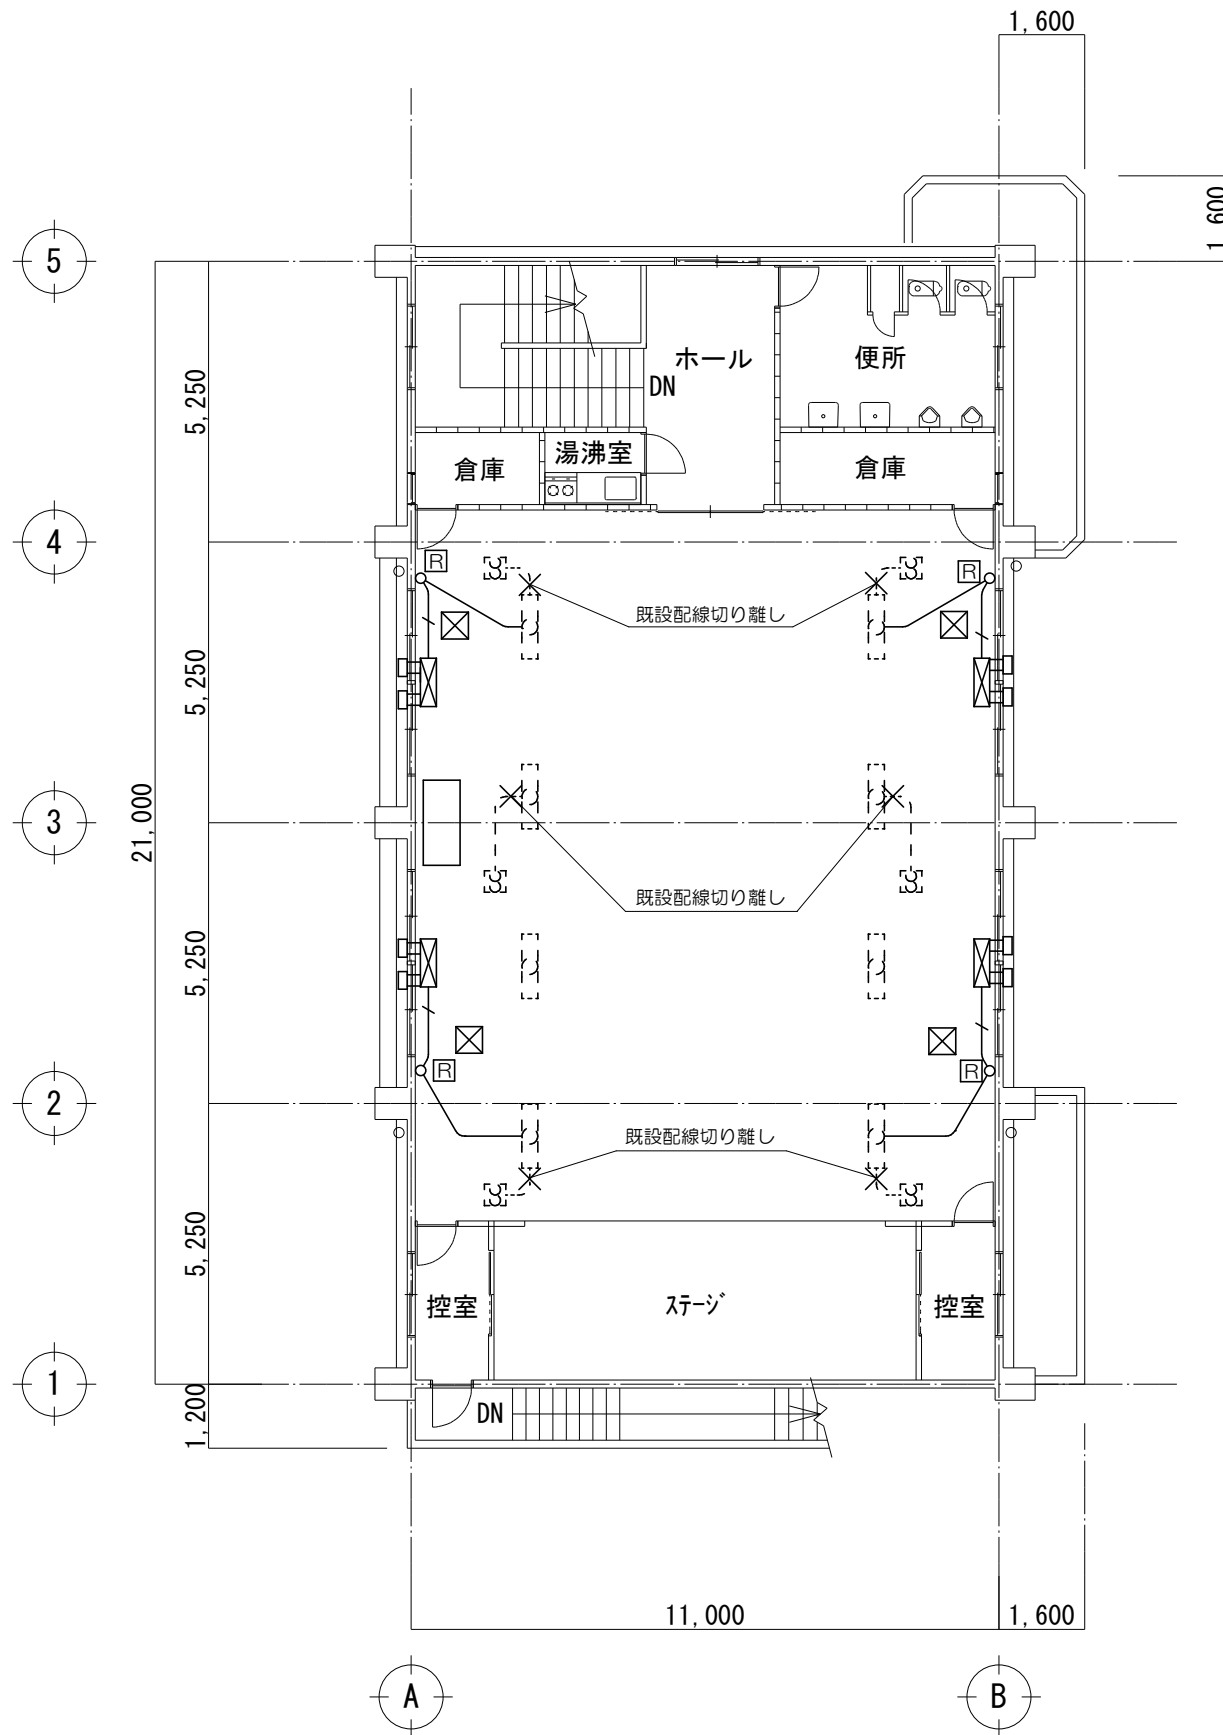 1,600
1,600
5
5,250
ホール
便所
DN
倉庫
湯沸室
倉庫
4
R
R
既設配線切り離し
5,250
21,000
3
既設配線切り離し
5,250
R
R
2
既設配線切り離し
5,250
控室
ｽﾃｰｼﾞ
控室
1
1,200
DN
11,000
1,600
A
B